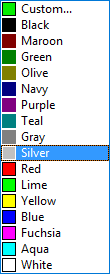 Custom...
Black
Maroon
Green
Olive
Navy
Purple
Teal
Gray
Silver
Red
Lime
Yellow
Blue
Fuchsia
Aqua
White